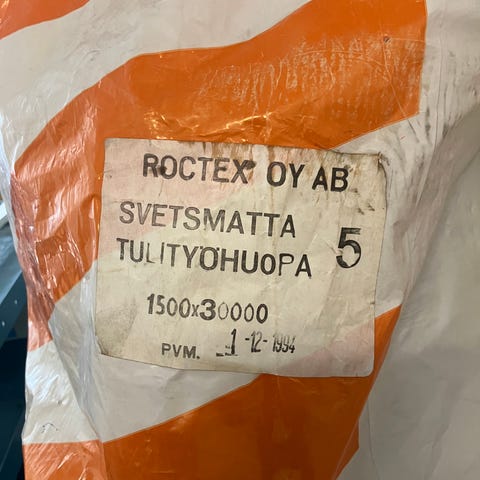 ROCTEX OY AB
SVETSMATTA
TULITYÖHUOPA 5
1500x30000
PVM. 1-12-1994